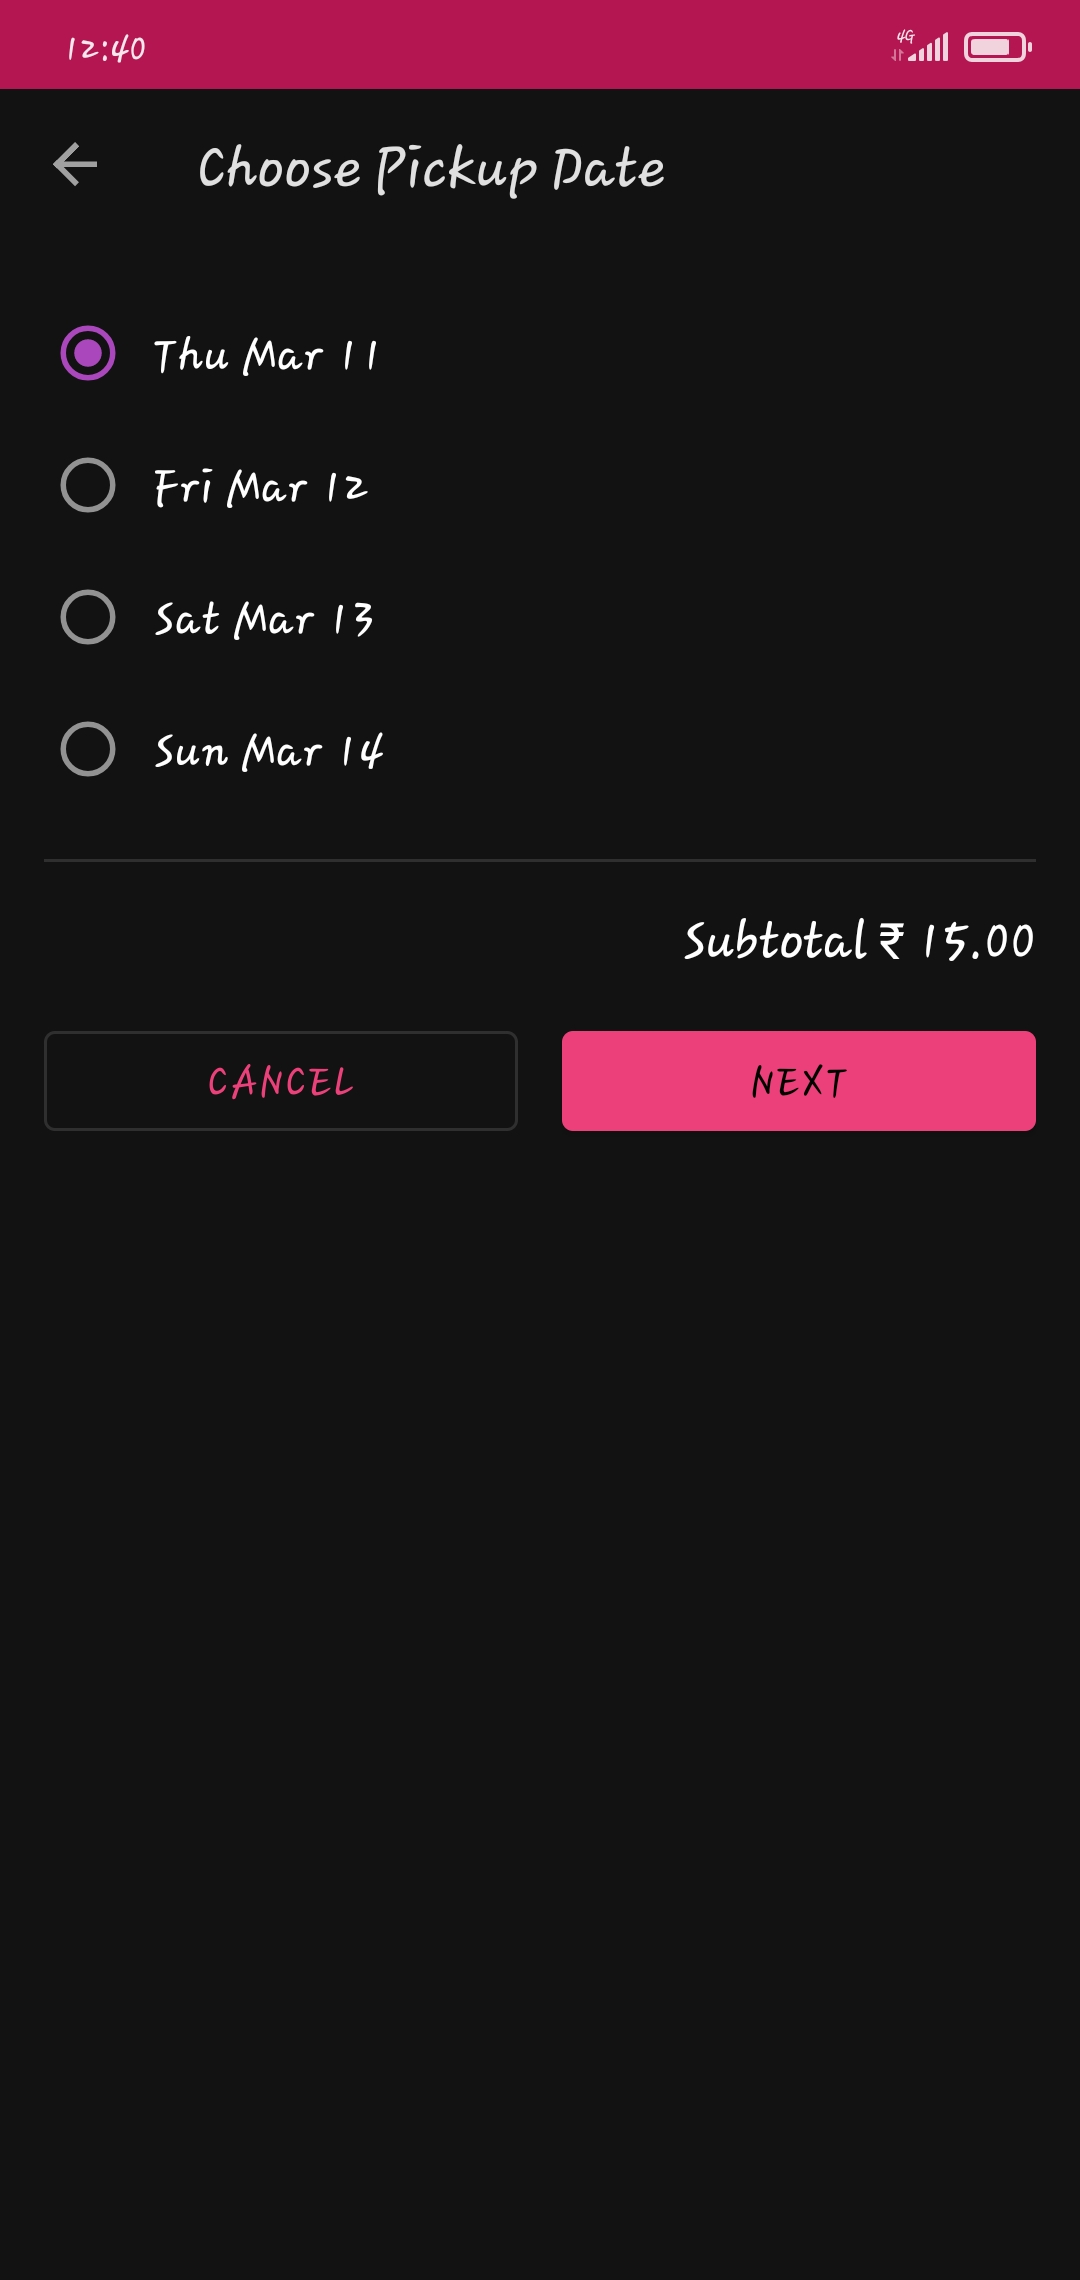 12:40
4G
Choose Pickup Date
Thu Mar 11
Fri Mar 12
Sat Mar 13
Sun Mar 14
Subtotal ₹ 15.00
CANCEL
NEXT